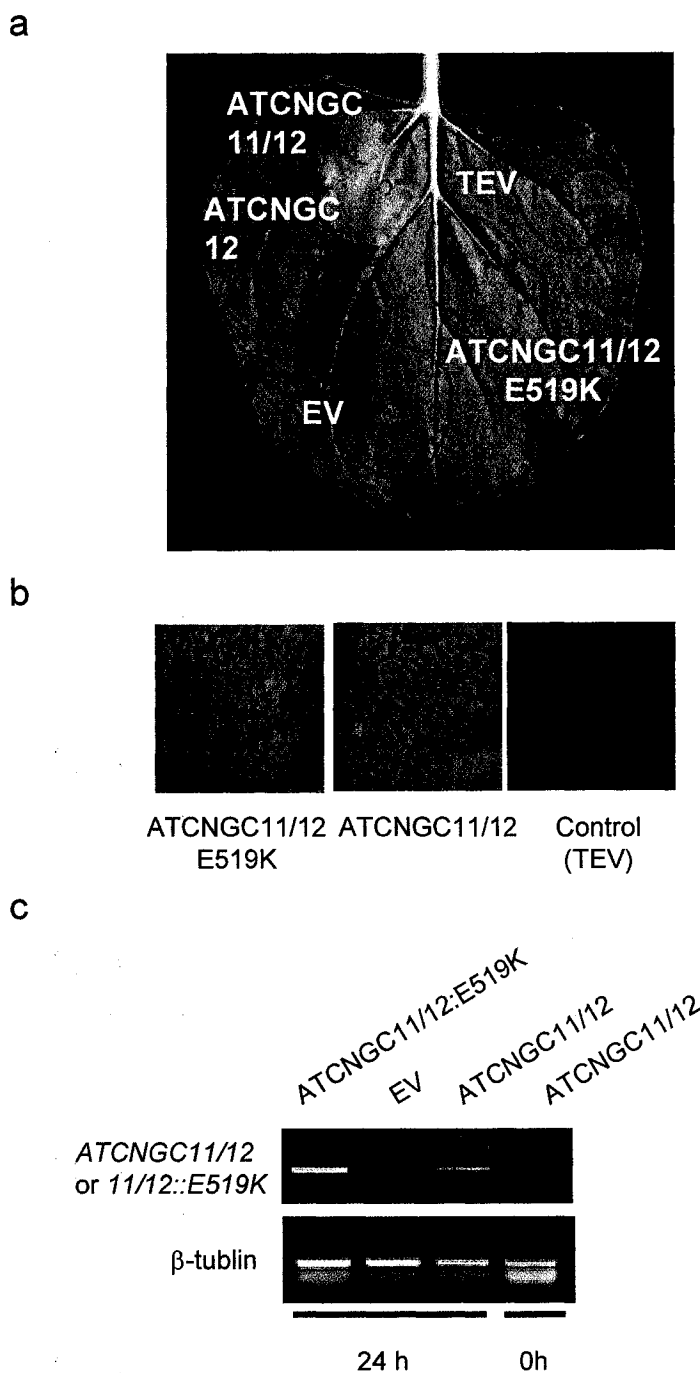 a
ATCNGC
11/12
TEV
ATCNGC
12
ATCNGC11/12
E519K
EV
b
ATCNGC11/12
E519K
ATCNGC11/12
Control
(TEV)
c
ATCNGC11/12:E519K
EV
ATCNGC11/12
ATCNGC11/12
ATCNGC11/12
or 11/12::E519K
β-tublin
24 h
0h